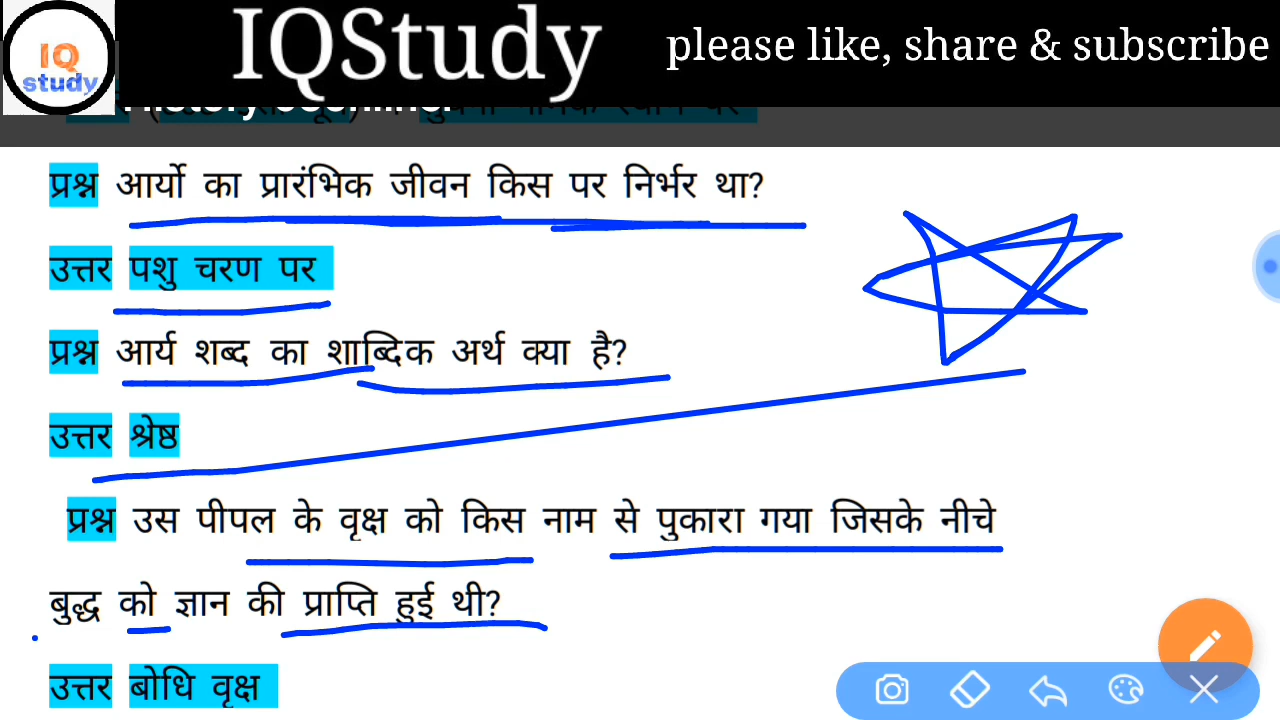 IQStudy please like, share & subscribe
IQ
study
प्रश्न आर्यो का प्रारंभिक जीवन किस पर निर्भर था?
उत्तर पशु चरण पर
प्रश्न आर्य शब्द का शाब्दिक अर्थ क्या है?
उत्तर श्रेष्ठ
प्रश्न उस पीपल के वृक्ष को किस नाम से पुकारा गया जिसके नीचे
बुद्ध को ज्ञान की प्राप्ति हुई थी?
उत्तर बोधि वृक्ष